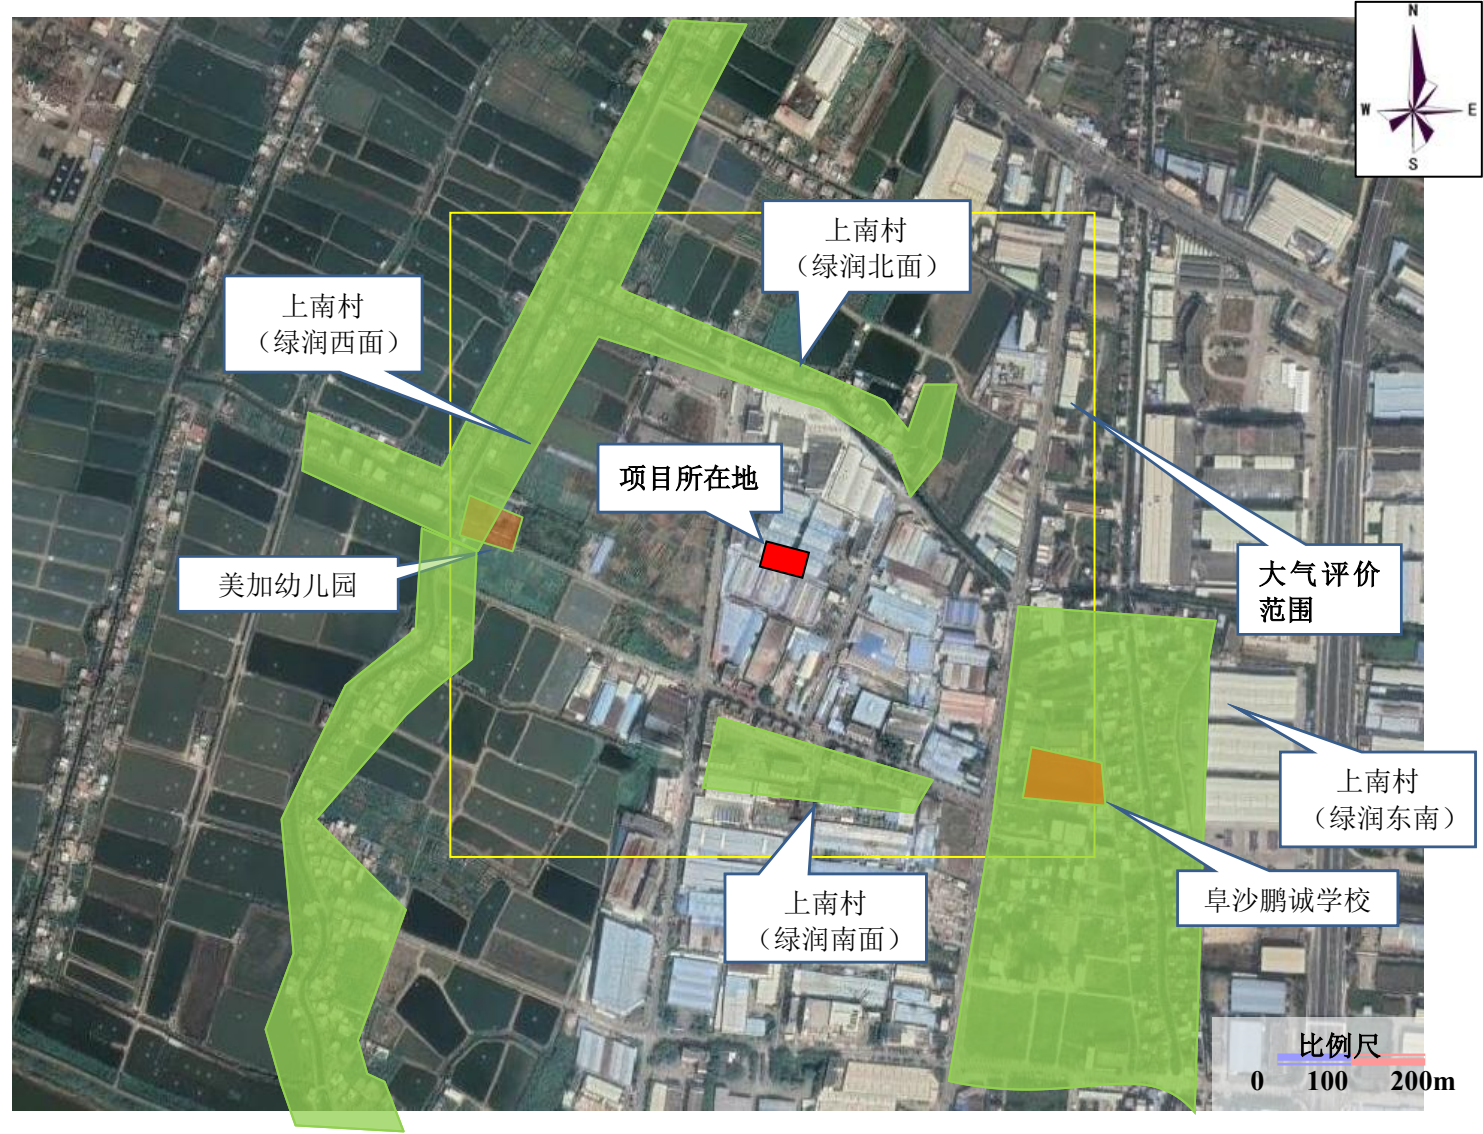 N
W
E
S
上南村
（绿润北面）
上南村
（绿润西面）
项目所在地
美加幼儿园
大气评价
范围
上南村
（绿润东南）
阜沙鹏诚学校
上南村
（绿润南面）
比例尺
0 100 200m